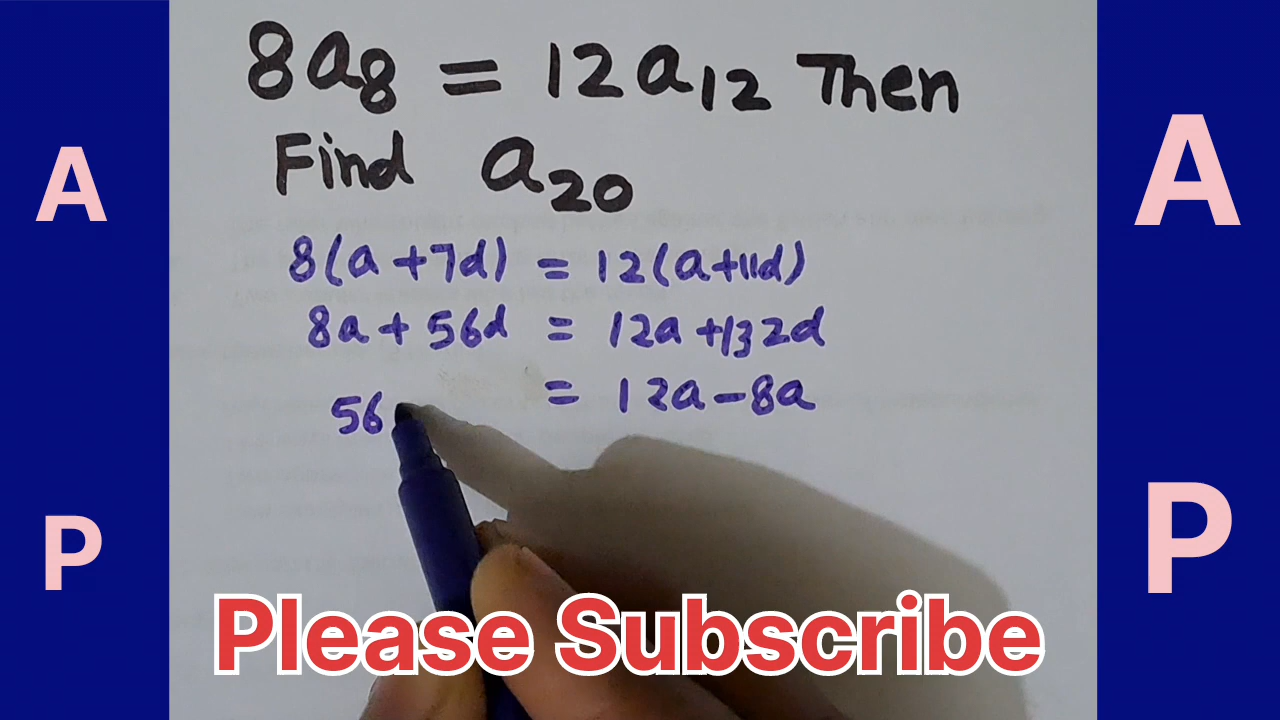 8a8 = 12a12 Then
Find a20
8(a+7d) = 12(a+11d)
8a + 56d = 12a +132d
56 = 12a-8a
A
P
A
P
Please Subscribe